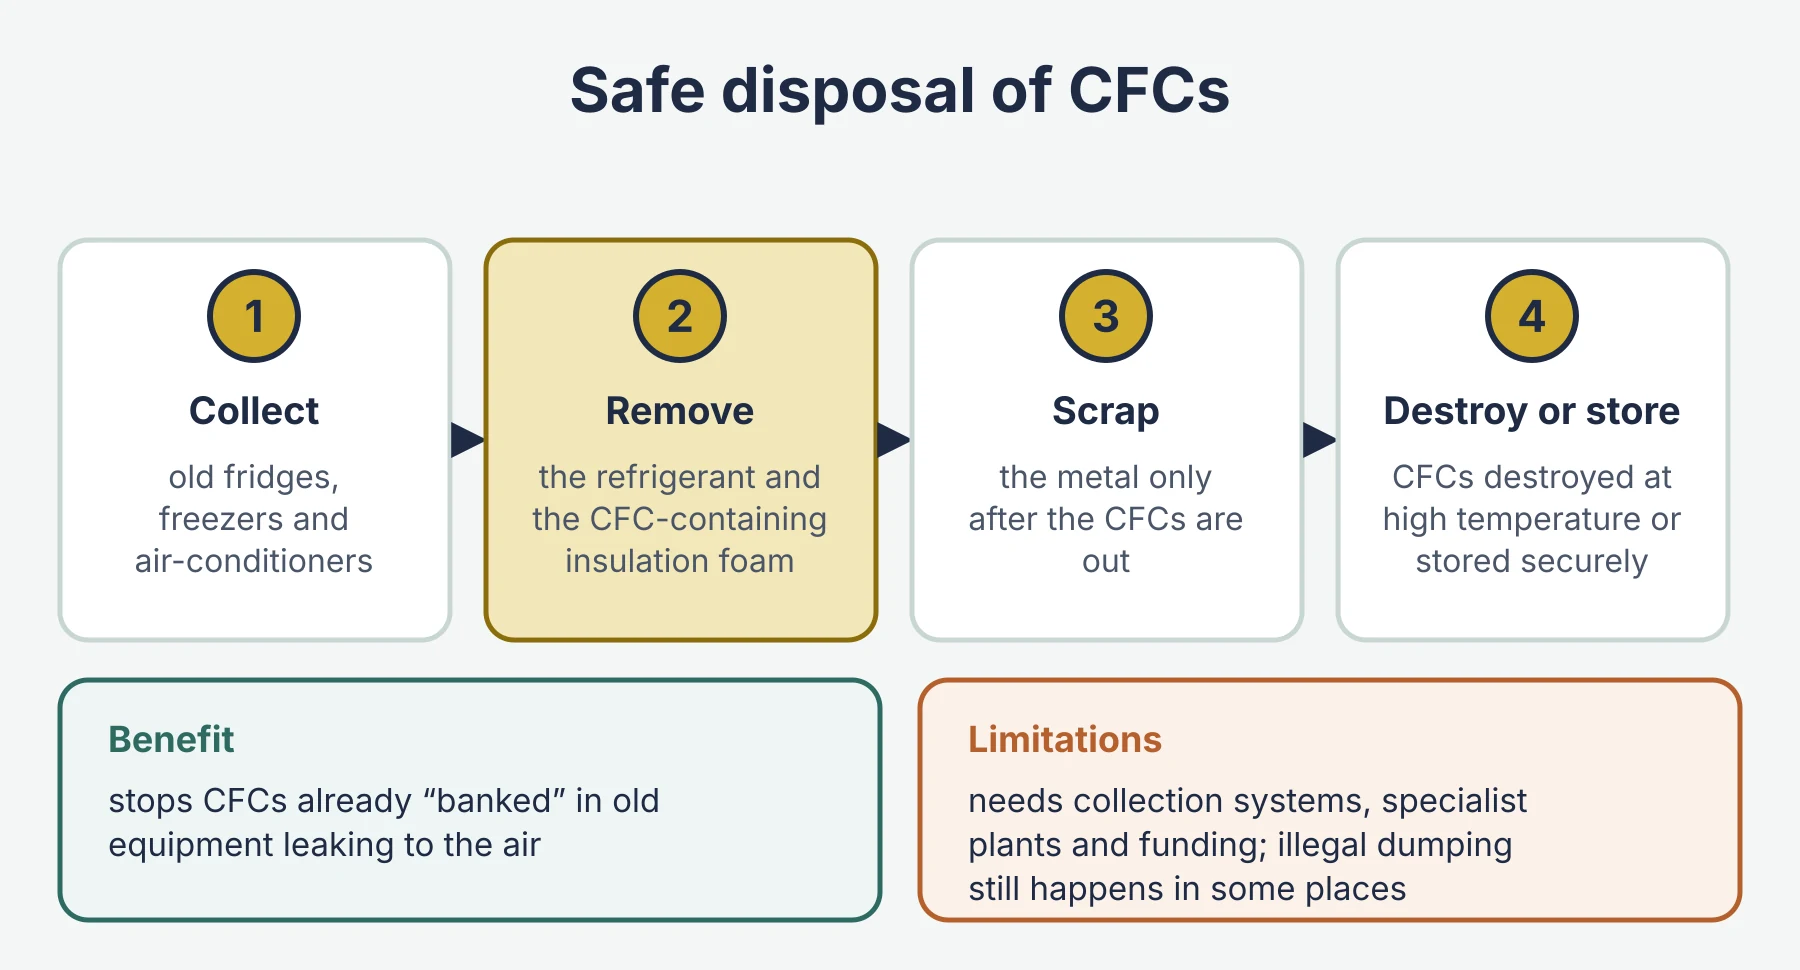 Safe disposal of CFCs
1
Collect
old fridges,
freezers and
air-conditioners
2
Remove
the refrigerant and
the CFC-containing
insulation foam
3
Scrap
the metal only
after the CFCs are
out
4
Destroy or store
CFCs destroyed at
high temperature or
stored securely
Benefit
stops CFCs already “banked” in old
equipment leaking to the air
Limitations
needs collection systems, specialist
plants and funding; illegal dumping
still happens in some places